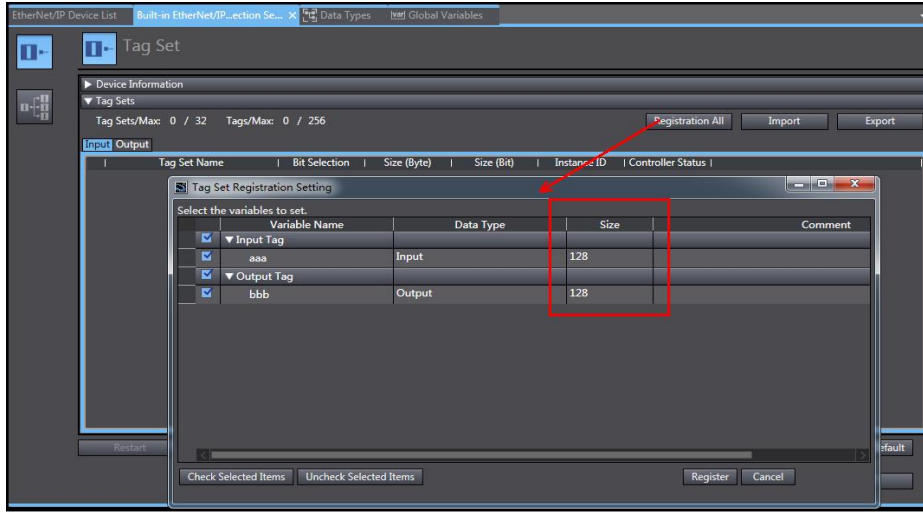 EtherNet/IP Device List Built-in EtherNet/IP...ection Se... Data Types Global Variables
Tag Set
Device Information
Tag Sets
Tag Sets/Max: 0 / 32 Tags/Max: 0 / 256 Registration All Import Export
Input Output
Tag Set Name Bit Selection Size (Byte) Size (Bit) Instance ID Controller Status
Tag Set Registration Setting
Select the variables to set.
Variable Name Data Type Size Comment
Input Tag
aaa Input 128
Output Tag
bbb Output 128
Restart
Check Selected Items Uncheck Selected Items Register Cancel